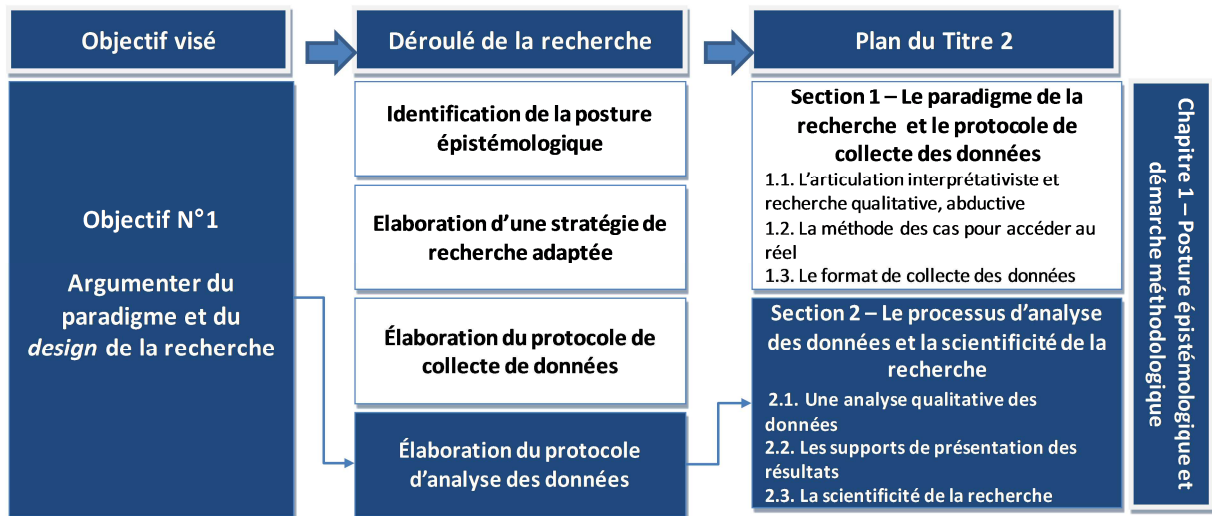 Objectif visé
Déroulé de la recherche
Plan du Titre 2
Objectif N°1
Argumenter du
paradigme et du
design de la recherche
Identification de la posture
épistémologique
Elaboration d’une stratégie de
recherche adaptée
Élaboration du protocole de
collecte de données
Élaboration du protocole
d’analyse des données
Section 1 – Le paradigme de la
recherche et le protocole de
collecte des données
1.1. L’articulation interprétativiste et
recherche qualitative, abductive
1.2. La méthode des cas pour accéder au
réel
1.3. Le format de collecte des données
Section 2 – Le processus d’analyse
des données et la scientificité de la
recherche
2.1. Une analyse qualitative des
données
2.2. Les supports de présentation des
résultats
2.3. La scientificité de la recherche
Chapitre 1 – Posture épistémologique et
démarche méthodologique